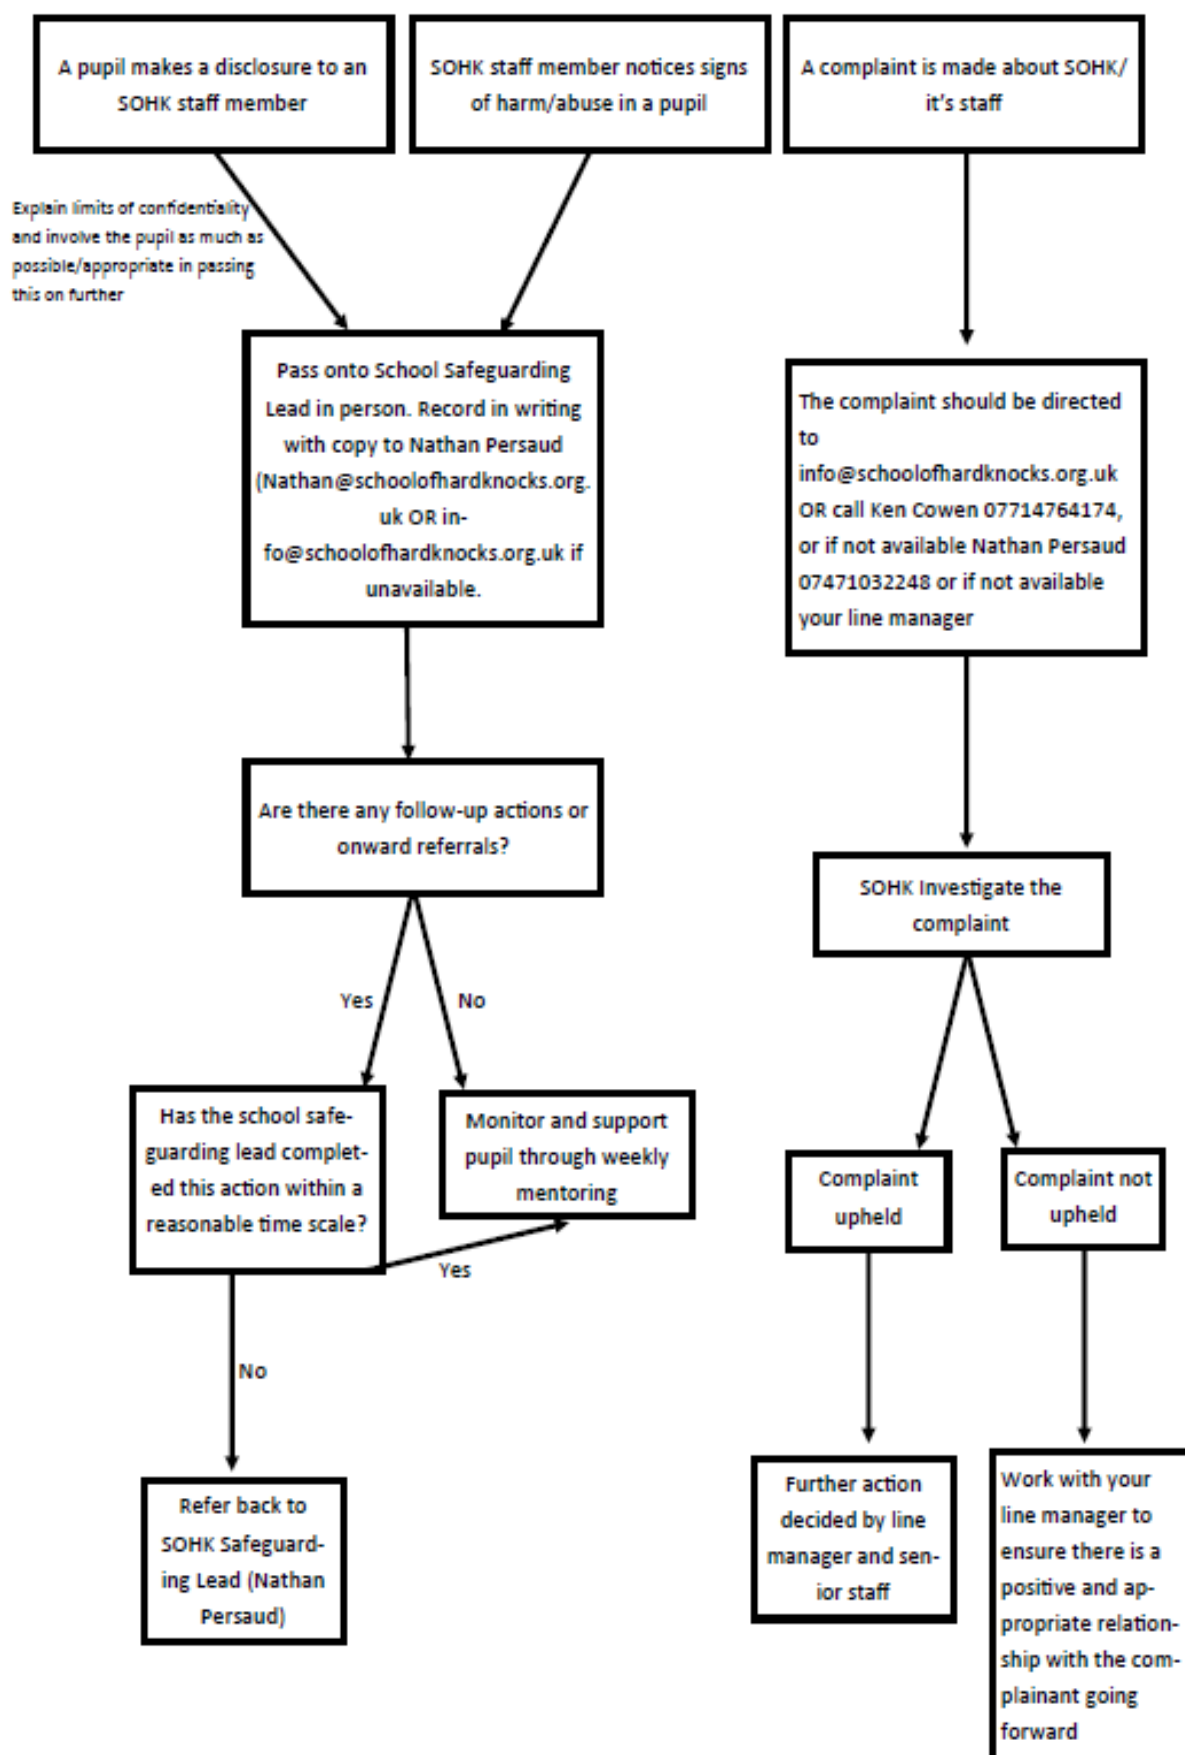 A pupil makes a disclosure to an
SOHK staff member
SOHK staff member notices signs
of harm/abuse in a pupil
A complaint is made about SOHK/
it's staff
Explain limits of confidentiality
and involve the pupil as much as
possible/appropriate in passing
this on further
Pass onto School Safeguarding
Lead in person. Record in writing
with copy to Nathan Persaud
(Nathan@schoolofhardknocks.org.
uk OR in-
fo@schoolofhardknocks.org.uk if
unavailable.
The complaint should be directed
to
info@schoolofhardknocks.org.uk
OR call Ken Cowen 07714764174,
or if not available Nathan Persaud
07471032248 or if not available
your line manager
Are there any follow-up actions or
onward referrals?
SOHK Investigate the
complaint
Yes
No
Has the school safe-
guarding lead complet-
ed this action within a
reasonable time scale?
Monitor and support
pupil through weekly
mentoring
Complaint
upheld
Complaint not
upheld
Yes
No
Refer back to
SOHK Safeguard-
ing Lead (Nathan
Persaud)
Further action
decided by line
manager and sen-
ior staff
Work with your
line manager to
ensure there is a
positive and ap-
propriate relation-
ship with the com-
plainant going
forward